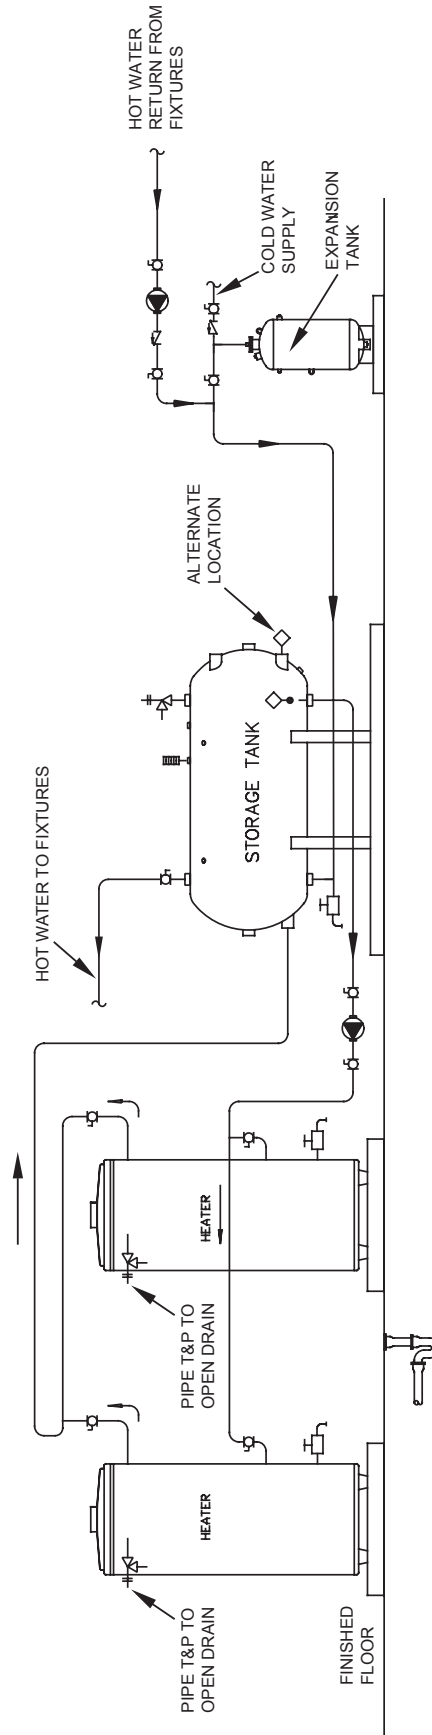 PIPE T&P TO
OPEN DRAIN
HEATER
FINISHED
FLOOR
PIPE T&P TO
OPEN DRAIN
HEATER
HOT WATER TO FIXTURES
STORAGE TANK
ALTERNATE
LOCATION
HOT WATER
RETURN FROM
FIXTURES
COLD WATER
SUPPLY
EXPANSION
TANK